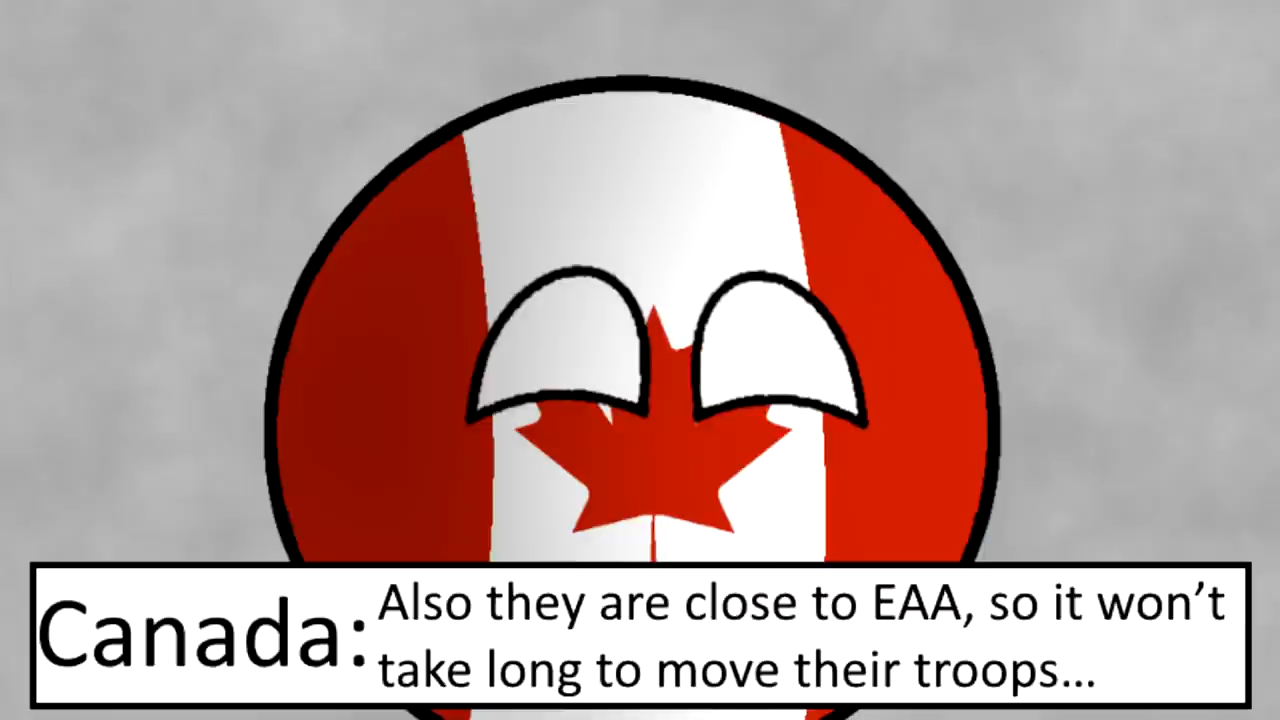 Canada:
Also they are close to EAA, so it won’t
take long to move their troops...